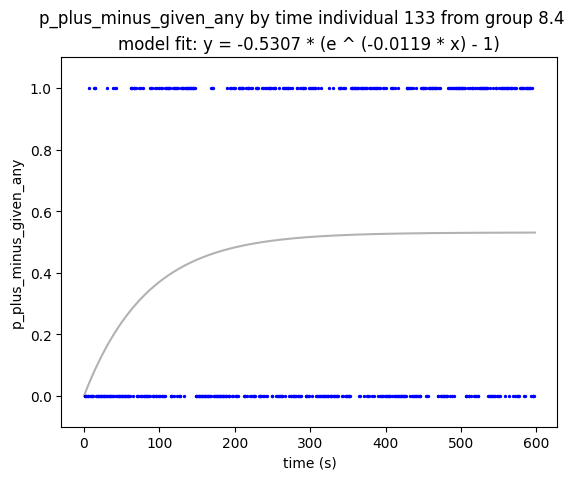 p_plus_minus_given_any by time individual 133 from group 8.4
model fit: y = -0.5307 * (e ^ (-0.0119 * x) - 1)
1.0
0.8
0.6
0.4
0.2
0.0
p_plus_minus_given_any
0 100 200 300 400 500 600
time (s)